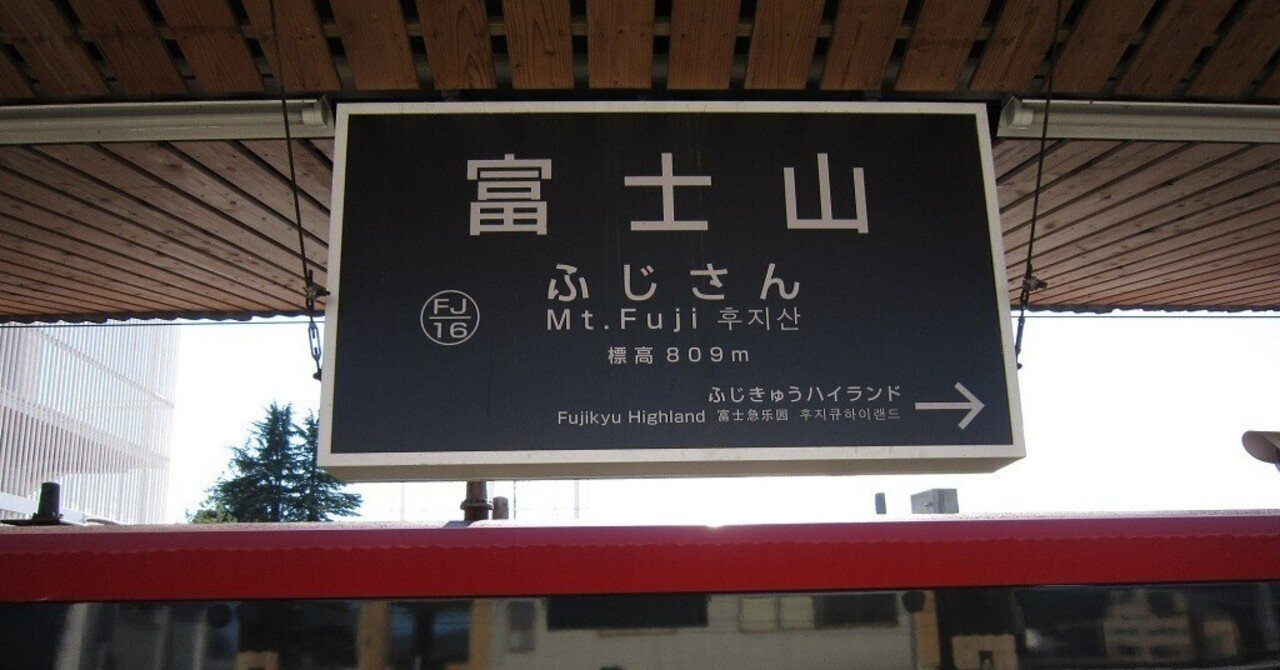 富士山
ふじさん
FJ
16
Mt.Fuji 후지산
標高809m
ふじきゅうハイランド
Fujikyu Highland 富士急乐园 후지큐하이랜드